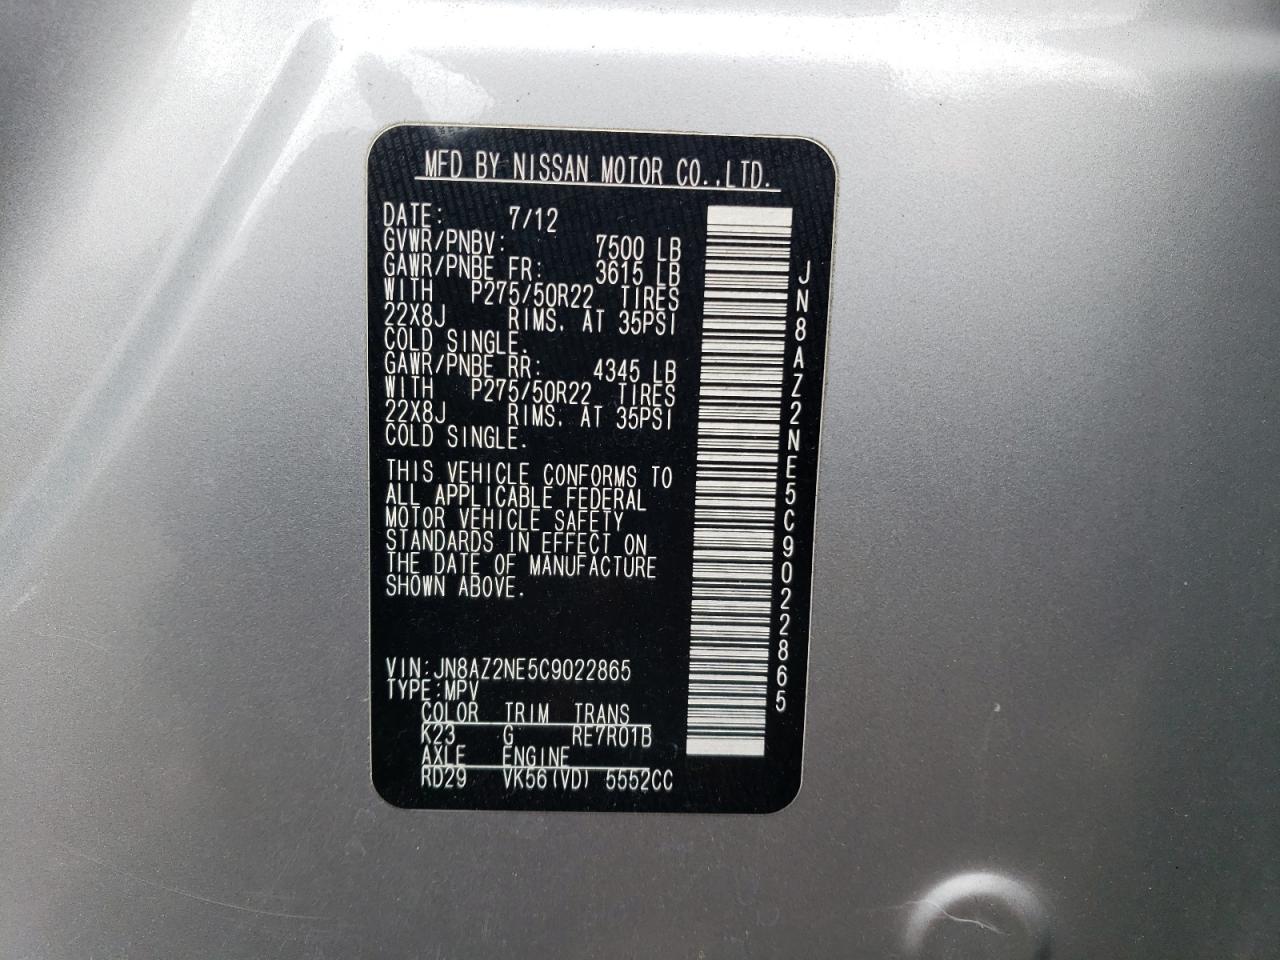 MFD BY NISSAN MOTOR CO.,LTD.
DATE: 7/12
GVWR/PNBV: 7500 LB
GAWR/PNBE FR: 3615 LB
WITH P275/50R22 TIRES
22X8J RIMS. AT 35PSI
COLD SINGLE.
GAWR/PNBE RR: 4345 LB
WITH P275/50R22 TIRES
22X8J RIMS. AT 35PSI
COLD SINGLE.
THIS VEHICLE CONFORMS TO
ALL APPLICABLE FEDERAL
MOTOR VEHICLE SAFETY
STANDARDS IN EFFECT ON
THE DATE OF MANUFACTURE
SHOWN ABOVE.
VIN:JN8AZ2NE5C9022865
TYPE:MPV
COLOR TRIM TRANS
K23 G RE7R01B
AXLE ENGINE
RD29 VK56(VD) 5552CC
JN8AZ2NE5C9022865